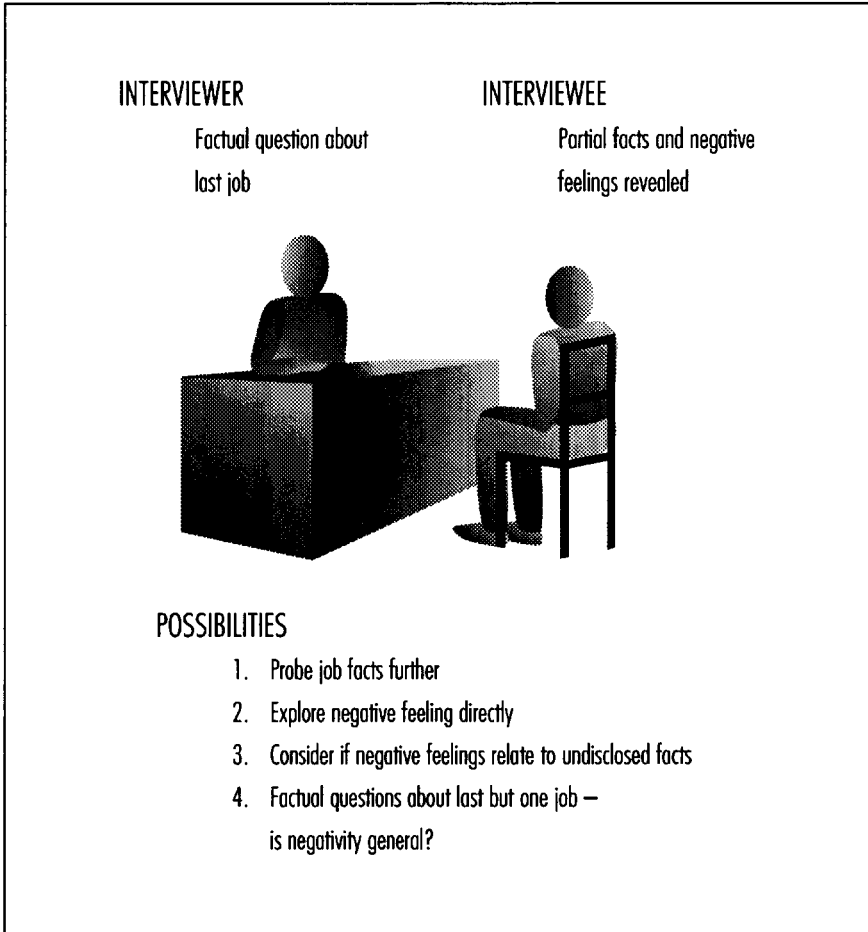 INTERVIEWER
Factual question about
last job
INTERVIEWEE
Partial facts and negative
feelings revealed
POSSIBILITIES
1. Probe job facts further
2. Explore negative feeling directly
3. Consider if negative feelings relate to undisclosed facts
4. Factual questions about last but one job –
is negativity general?